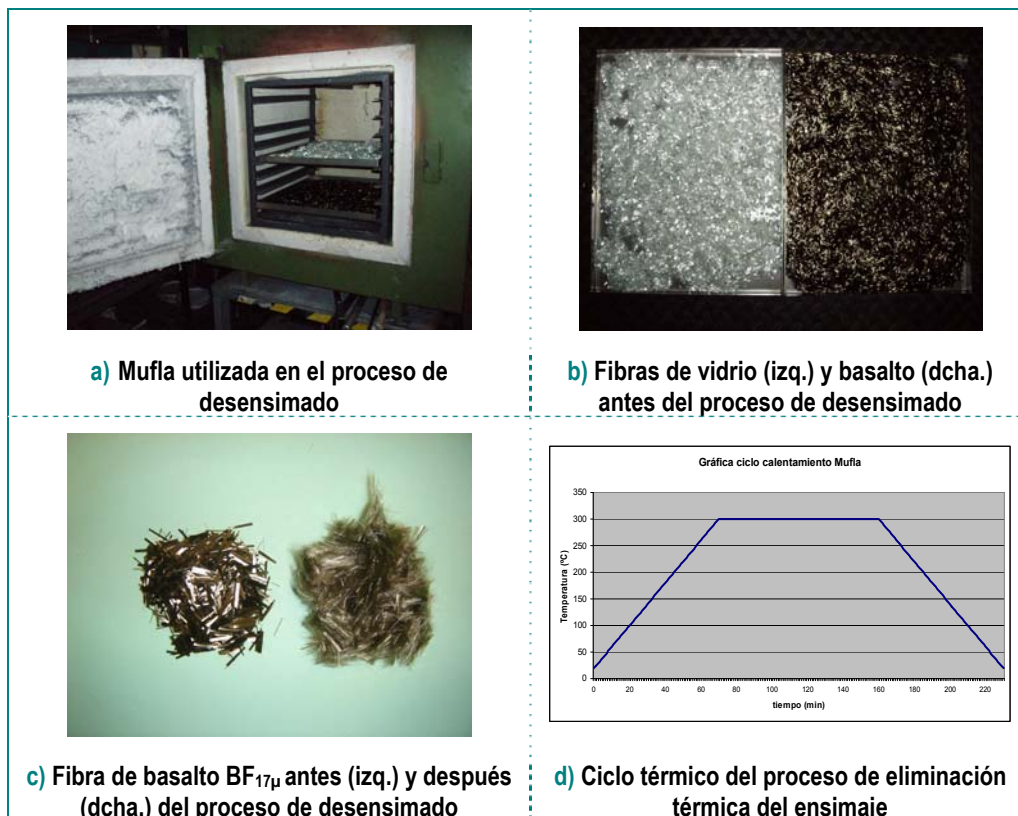 a) Mufla utilizada en el proceso de
desensimado
b) Fibras de vidrio (izq.) y basalto (dcha.)
antes del proceso de desensimado
c) Fibra de basalto BF17µ antes (izq.) y después
(dcha.) del proceso de desensimado
Gráfica ciclo calentamiento Mufla
Temperatura (ºC)
350
300
250
200
150
100
50
0
0 20 40 60 80 100 120 140 160 180 200 220
tiempo (min)
d) Ciclo térmico del proceso de eliminación
térmica del ensimaje